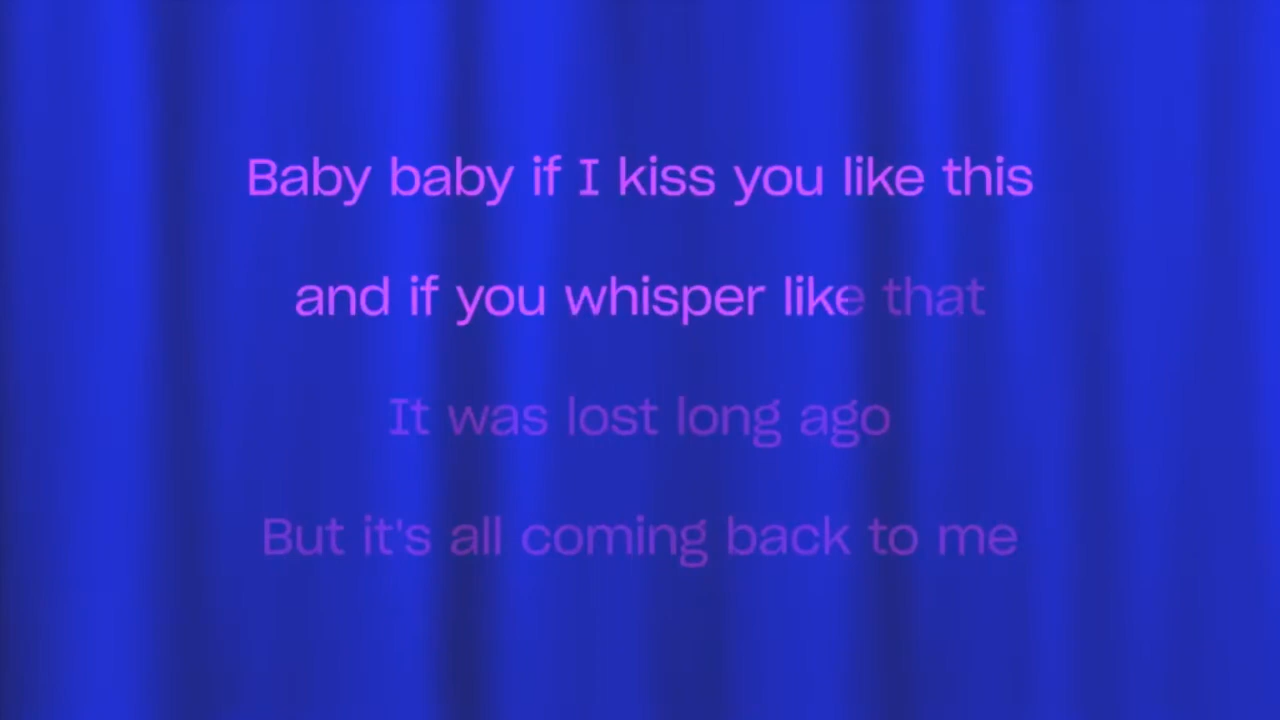 Baby baby if I kiss you like this
and if you whisper like that
It was lost long ago
But it's all coming back to me